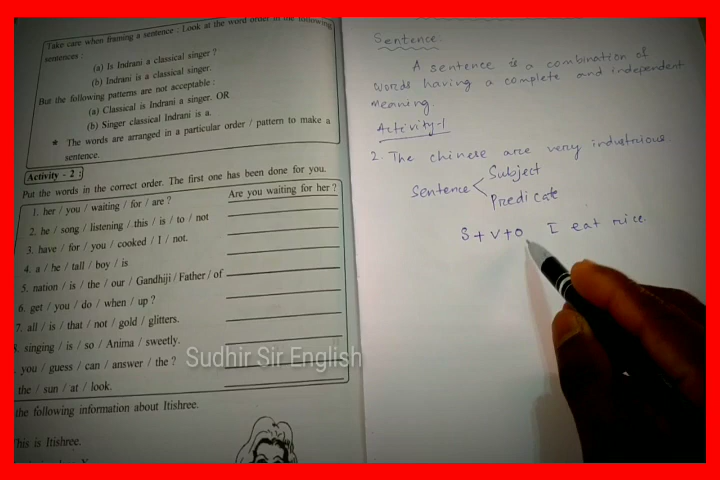 Take care when framing a sentence : Look at the word order in the following
sentences :
(a) Is Indrani a classical singer ?
(b) Indrani is a classical singer.
But the following patterns are not acceptable :
(a) Classical is Indrani a singer. OR
(b) Singer classical Indrani is a.
* The words are arranged in a particular order / pattern to make a
sentence.
Activity - 2 :
Put the words in the correct order. The first one has been done for you.
1. her / you / waiting / for / are ? Are you waiting for her ?
2. he / song / listening / this / is / to / not
3. have / for / you / cooked / I / not.
4. a / he / tall / boy / is
5. nation / is / the / our / Gandhiji / Father / of
6. get / you / do / when / up ?
7. all / is / that / not / gold / glitters.
8. singing / is / so / Anima / sweetly.
you / guess / can / answer / the ?
the / sun / at / look.
the following information about Itishree.
This is Itishree.
Sentence.
A sentence is a combination of
words having a complete and independent
meaning.
Activity-1
2. The chinese are very industrious
Sentence
Subject
Predicate
S+V+O I eat rice.
Sudhir Sir English